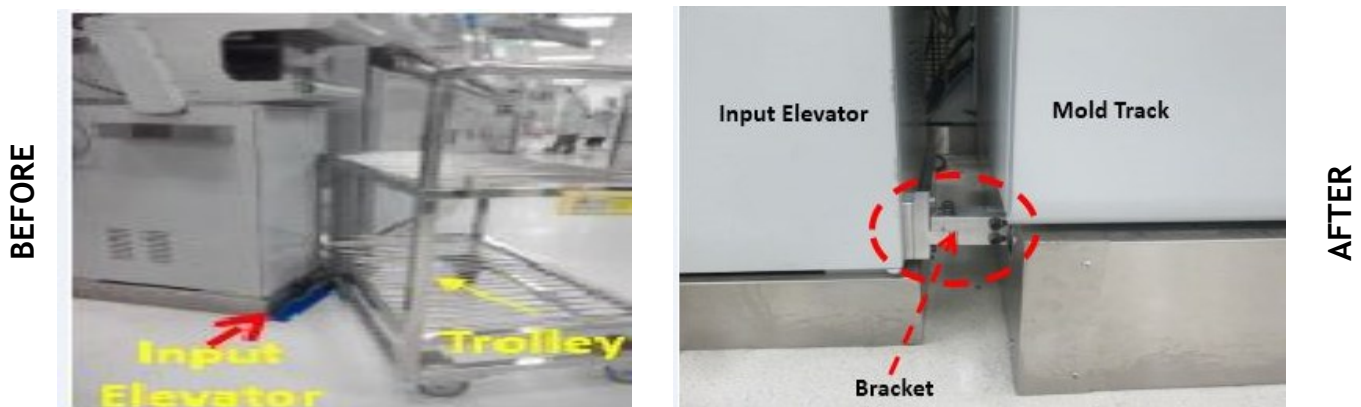 BEFORE
Input
Elevator
Trolley
Input Elevator
Mold Track
Bracket
AFTER